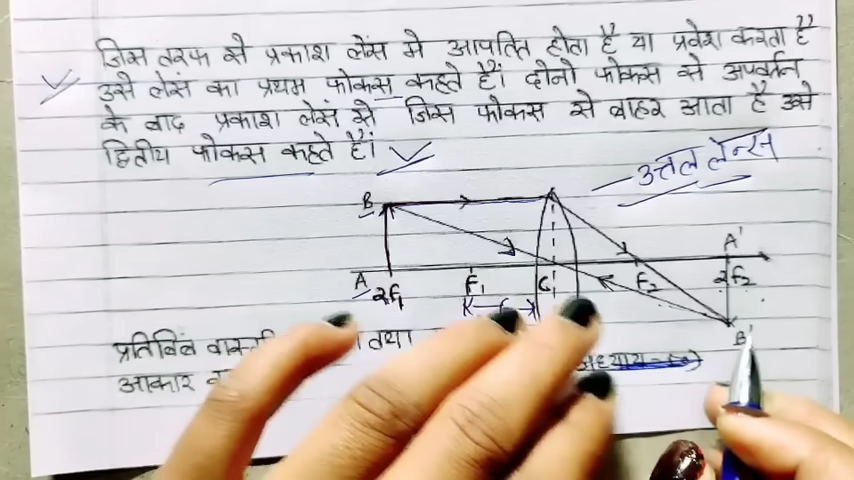 जिस तरफ से प्रकाश लेंस मे आपतित होता है या प्रवेश करता है
उसे लेंस का प्रथम फोकस कहते हैं। दोनो फोकस से अपवर्तन
के बाद प्रकाश लेंस से जिस फोकस से बाहर आता है उसे
द्वितीय फोकस कहते हैं।
उत्तल लेन्स
B
A'
A 2f₁ F₁ C F₂ 2F₂
f
B'
प्रतिबिंब तथा
आकार